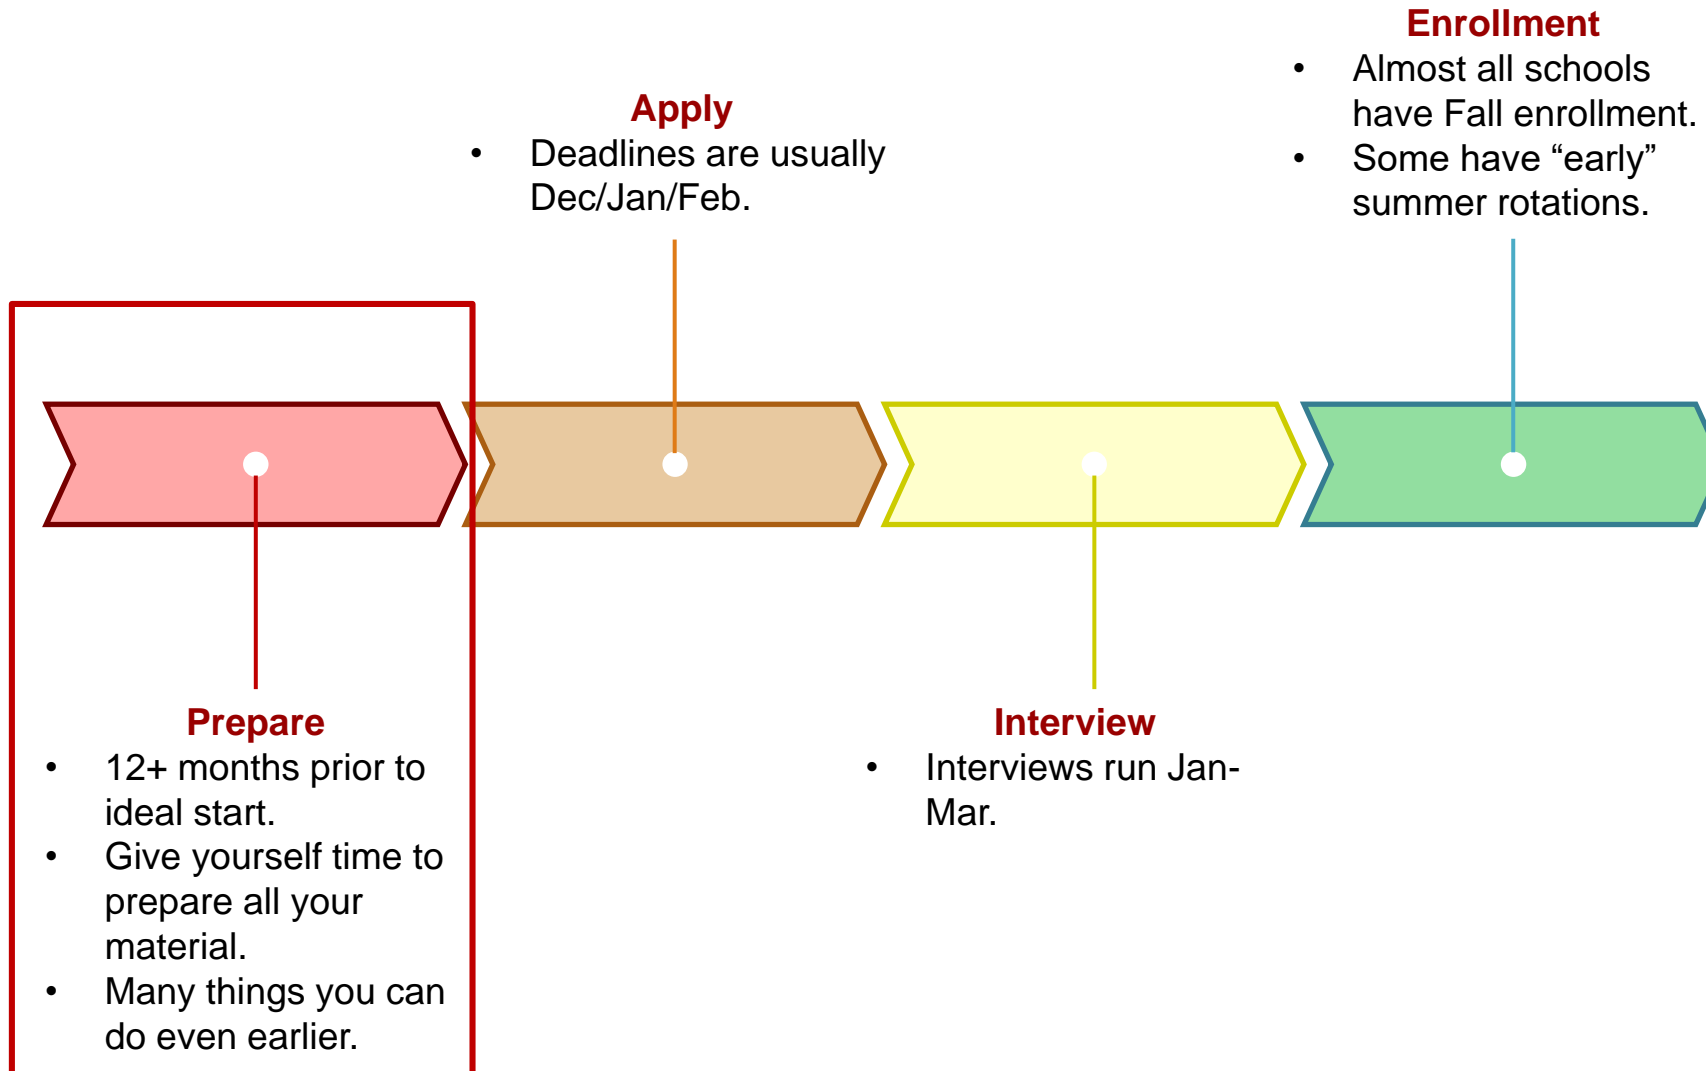 Prepare
• 12+ months prior to
ideal start.
• Give yourself time to
prepare all your
material.
• Many things you can
do even earlier.
Apply
• Deadlines are usually
Dec/Jan/Feb.
Interview
• Interviews run Jan-
Mar.
Enrollment
• Almost all schools
have Fall enrollment.
• Some have “early”
summer rotations.